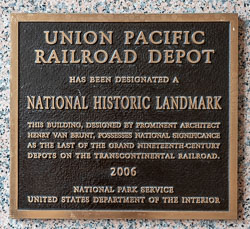 UNION PACIFIC
RAILROAD DEPOT
HAS BEEN DESIGNATED A
NATIONAL HISTORIC LANDMARK
THIS BUILDING, DESIGNED BY PROMINENT ARCHITECT
HENRY VAN BRUNT, POSSESSES NATIONAL SIGNIFICANCE
AS THE LAST OF THE GRAND NINETEENTH-CENTURY
DEPOTS ON THE TRANSCONTINENTAL RAILROAD.
2006
NATIONAL PARK SERVICE
UNITED STATES DEPARTMENT OF THE INTERIOR